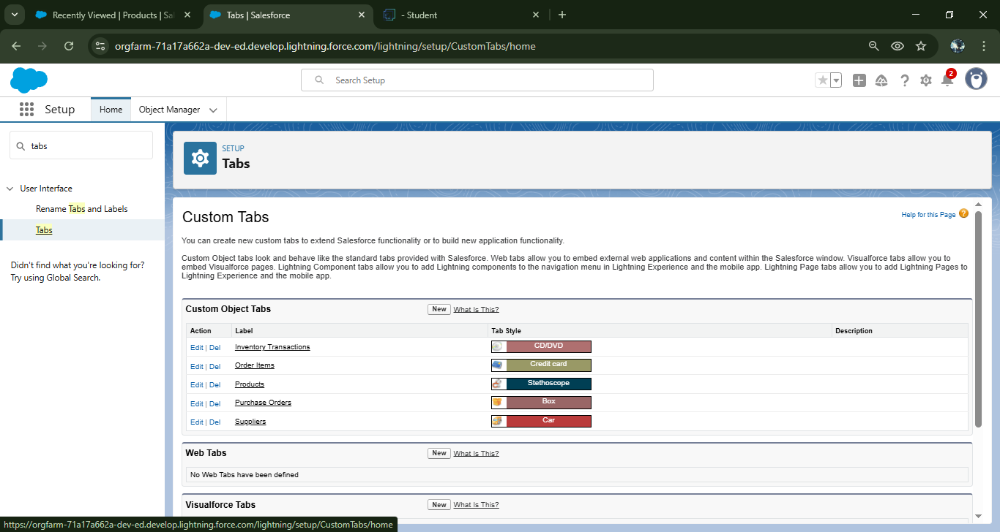 Recently Viewed | Products | Sal
Tabs | Salesforce
- Student
orgfarm-71a17a662a-dev-ed.develop.lightning.force.com/lightning/setup/CustomTabs/home
Search Setup
2
Setup
Home
Object Manager
tabs
User Interface
Rename Tabs and Labels
Tabs
Didn't find what you're looking for?
Try using Global Search.
SETUP
Tabs
Custom Tabs
Help for this Page ?
You can create new custom tabs to extend Salesforce functionality or to build new application functionality.
Custom Object tabs look and behave like the standard tabs provided with Salesforce. Web tabs allow you to embed external web applications and content within the Salesforce window. Visualforce tabs allow you to
embed Visualforce pages. Lightning Component tabs allow you to add Lightning components to the navigation menu in Lightning Experience and the mobile app. Lightning Page tabs allow you to add Lightning Pages to
Lightning Experience and the mobile app.
Custom Object Tabs New What Is This?
Action Label Tab Style Description
Edit | Del Inventory Transactions CD/DVD
Edit | Del Order Items Credit card
Edit | Del Products Stethoscope
Edit | Del Purchase Orders Box
Edit | Del Suppliers Car
Web Tabs New What Is This?
No Web Tabs have been defined
Visualforce Tabs New What Is This?
https://orgfarm-71a17a662a-dev-ed.develop.lightning.force.com/lightning/setup/CustomTabs/home